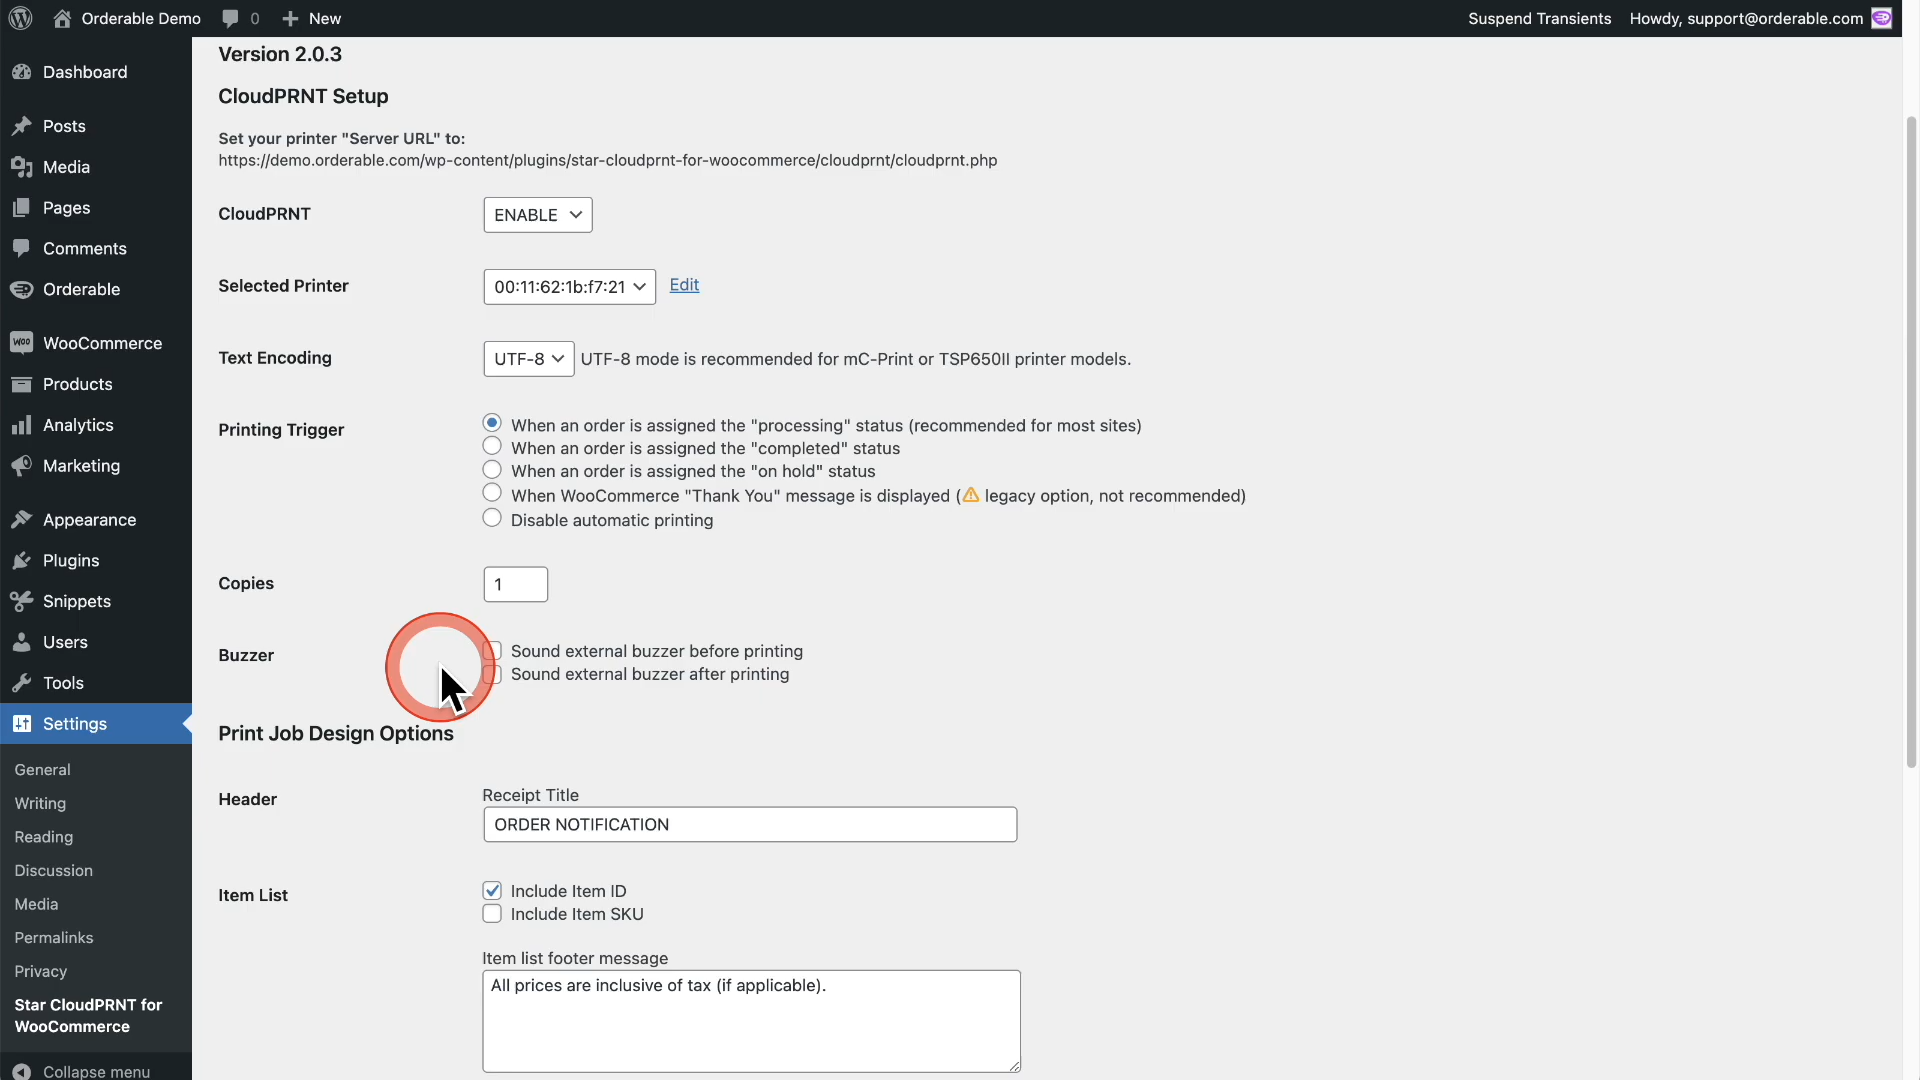 Orderable Demo
0
New
Suspend Transients
Howdy, support@orderable.com
Dashboard
Posts
Media
Pages
Comments
Orderable
WooCommerce
Products
Analytics
Marketing
Appearance
Plugins
Snippets
Users
Tools
Settings
General
Writing
Reading
Discussion
Media
Permalinks
Privacy
Star CloudPRNT for
WooCommerce
Collapse menu
Version 2.0.3
CloudPRNT Setup
Set your printer "Server URL" to:
https://demo.orderable.com/wp-content/plugins/star-cloudprnt-for-woocommerce/cloudprnt/cloudprnt.php
CloudPRNT
ENABLE
Selected Printer
00:11:62:1b:f7:21
Edit
Text Encoding
UTF-8
UTF-8 mode is recommended for mC-Print or TSP650II printer models.
Printing Trigger
When an order is assigned the "processing" status (recommended for most sites)
When an order is assigned the "completed" status
When an order is assigned the "on hold" status
When WooCommerce "Thank You" message is displayed (⚠ legacy option, not recommended)
Disable automatic printing
Copies
1
Buzzer
Sound external buzzer before printing
Sound external buzzer after printing
Print Job Design Options
Header
Receipt Title
ORDER NOTIFICATION
Item List
Include Item ID
Include Item SKU
Item list footer message
All prices are inclusive of tax (if applicable).